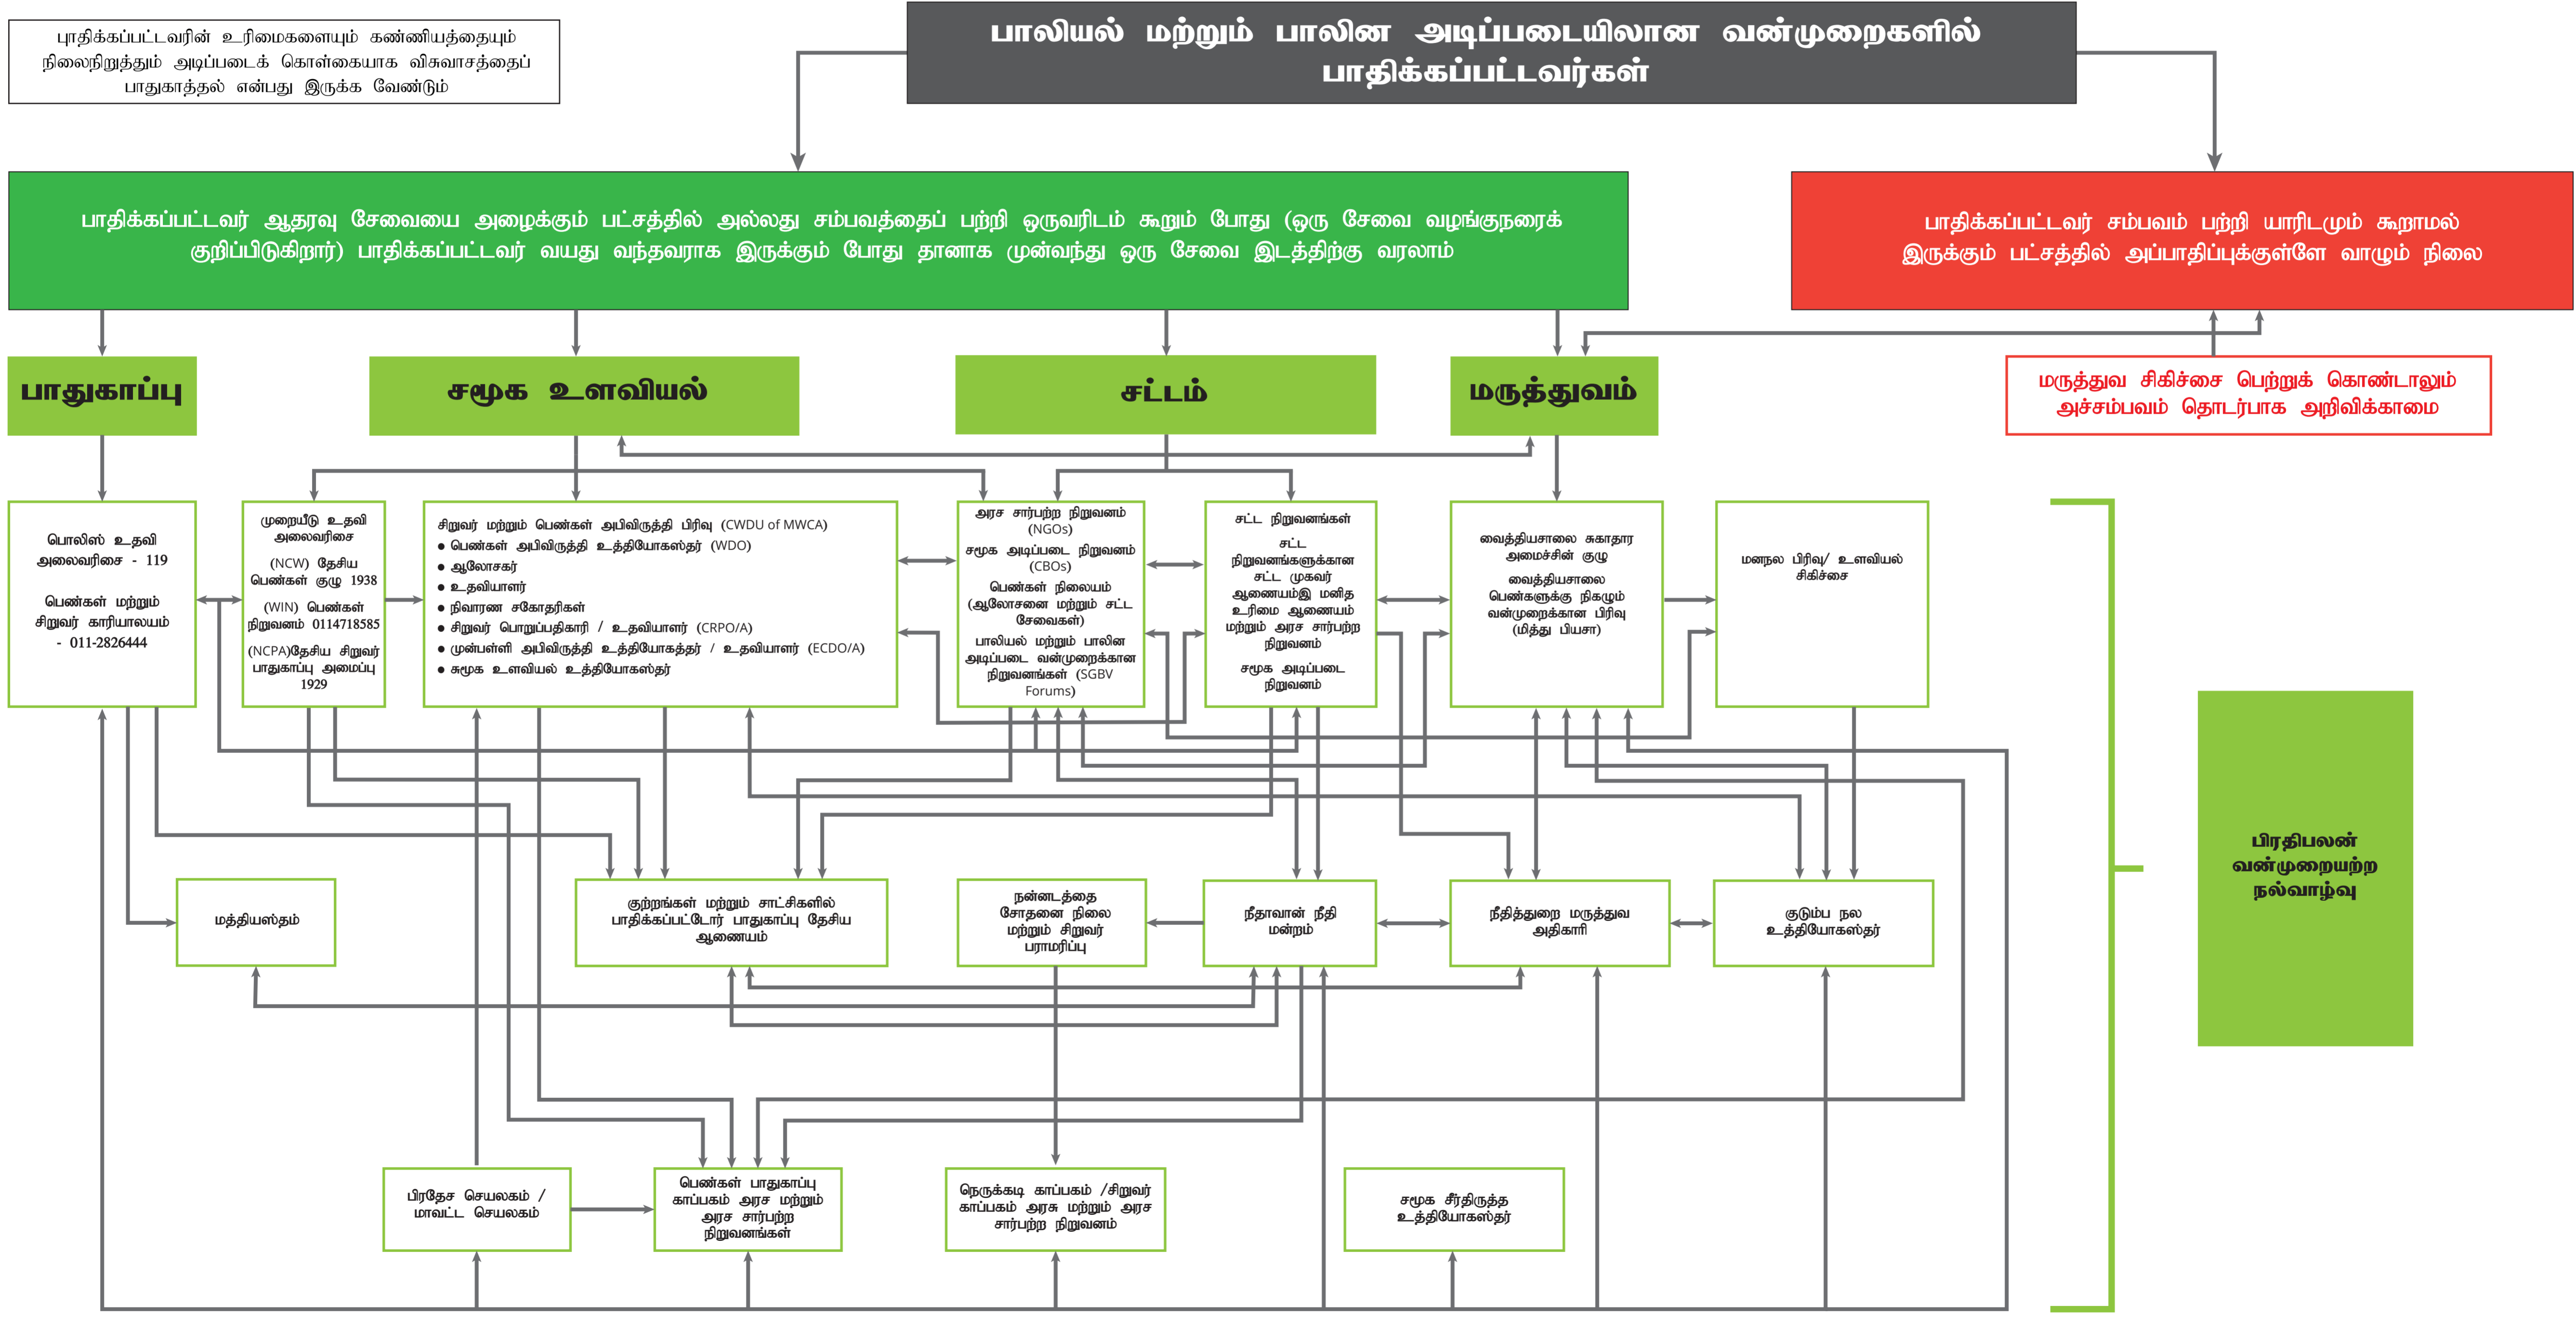 புாதிக்கப்பட்டவரின் உரிமைகளையும் கண்ணியத்தையும்
நிலைநிறுத்தும் அடிப்படைக் கொள்கையாக விசுவாசத்தைப்
பாதுகாத்தல் என்பது இருக்க வேண்டும்
பாலியல் மற்றும் பாலின அடிப்படையிலான வன்முறைகளில்
பாதிக்கப்பட்டவர்கள்
பாதிக்கப்பட்டவர் ஆதரவு சேவையை அழைக்கும் பட்சத்தில் அல்லது சம்பவத்தைப் பற்றி ஒருவரிடம் கூறும் போது (ஒரு சேவை வழங்குநரைக்
குறிப்பிடுகிறார்) பாதிக்கப்பட்டவர் வயது வந்தவராக இருக்கும் போது தானாக முன்வந்து ஒரு சேவை இடத்திற்கு வரலாம்
பாதிக்கப்பட்டவர் சம்பவம் பற்றி யாரிடமும் கூறாமல்
இருக்கும் பட்சத்தில் அப்பாதிப்புக்குள்ளே வாழும் நிலை
பாதுகாப்பு
சமூக உளவியல்
சட்டம்
மருத்துவம்
மருத்துவ சிகிச்சை பெற்றுக் கொண்டாலும்
அச்சம்பவம் தொடர்பாக அறிவிக்காமை
பொலிஸ் உதவி
அலைவரிசை - 119
பெண்கள் மற்றும்
சிறுவர் காரியாலயம்
- 011-2826444
முறையீடு உதவி
அலைவரிசை
(NCW) தேசிய
பெண்கள் குழு 1938
(WIN) பெண்கள்
நிறுவனம் 0114718585
(NCPA)தேசிய சிறுவர்
பாதுகாப்பு அமைப்பு
1929
சிறுவர் மற்றும் பெண்கள் அபிவிருத்தி பிரிவு (CWDU of MWCA)
● பெண்கள் அபிவிருத்தி உத்தியோகஸ்தர் (WDO)
● ஆலோசகர்
● உதவியாளர்
● நிவாரண சகோதரிகள்
● சிறுவர் பொறுப்பதிகாரி / உதவியாளர் (CRPO/A)
● முன்பள்ளி அபிவிருத்தி உத்தியோகத்தர் / உதவியாளர் (ECDO/A)
● சுமூக உளவியல் உத்தியோகஸ்தர்
அரச சார்பற்ற நிறுவனம்
(NGOs)
சமூக அடிப்படை நிறுவனம்
(CBOs)
பெண்கள் நிலையம்
(ஆலோசனை மற்றும் சட்ட
சேவைகள்)
பாலியல் மற்றும் பாலின
அடிப்படை வன்முறைக்கான
நிறுவனங்கள் (SGBV
Forums)
சட்ட நிறுவனங்கள்
சட்ட
நிறுவனங்களுக்கான
சட்ட முகவர்
ஆணையம்இ மனித
உரிமை ஆணையம்
மற்றும் அரச சார்பற்ற
நிறுவனம்
சமூக அடிப்படை
நிறுவனம்
வைத்தியசாலை சுகாதார
அமைச்சின் குழு
வைத்தியசாலை
பெண்களுக்கு நிகழும்
வன்முறைக்கான பிரிவு
(மித்து பியசா)
மனநல பிரிவு/ உளவியல்
சிகிச்சை
பிரதிபலன்
வன்முறையற்ற
நல்வாழ்வு
மத்தியஸ்தம்
குற்றங்கள் மற்றும் சாட்சிகளில்
பாதிக்கப்பட்டோர் பாதுகாப்பு தேசிய
ஆணையம்
நன்னடத்தை
சோதனை நிலை
மற்றும் சிறுவர்
பராமரிப்பு
நீதாவான் நீதி
மன்றம்
நீதித்துறை மருத்துவ
அதிகாரி
குடும்ப நல
உத்தியோகஸ்தர்
பிரதேச செயலகம் /
மாவட்ட செயலகம்
பெண்கள் பாதுகாப்பு
காப்பகம் அரச மற்றும்
அரச சார்பற்ற
நிறுவனங்கள்
நெருக்கடி காப்பகம் /சிறுவர்
காப்பகம் அரசு மற்றும் அரச
சார்பற்ற நிறுவனம்
சமூக சீர்திருத்த
உத்தியோகஸ்தர்